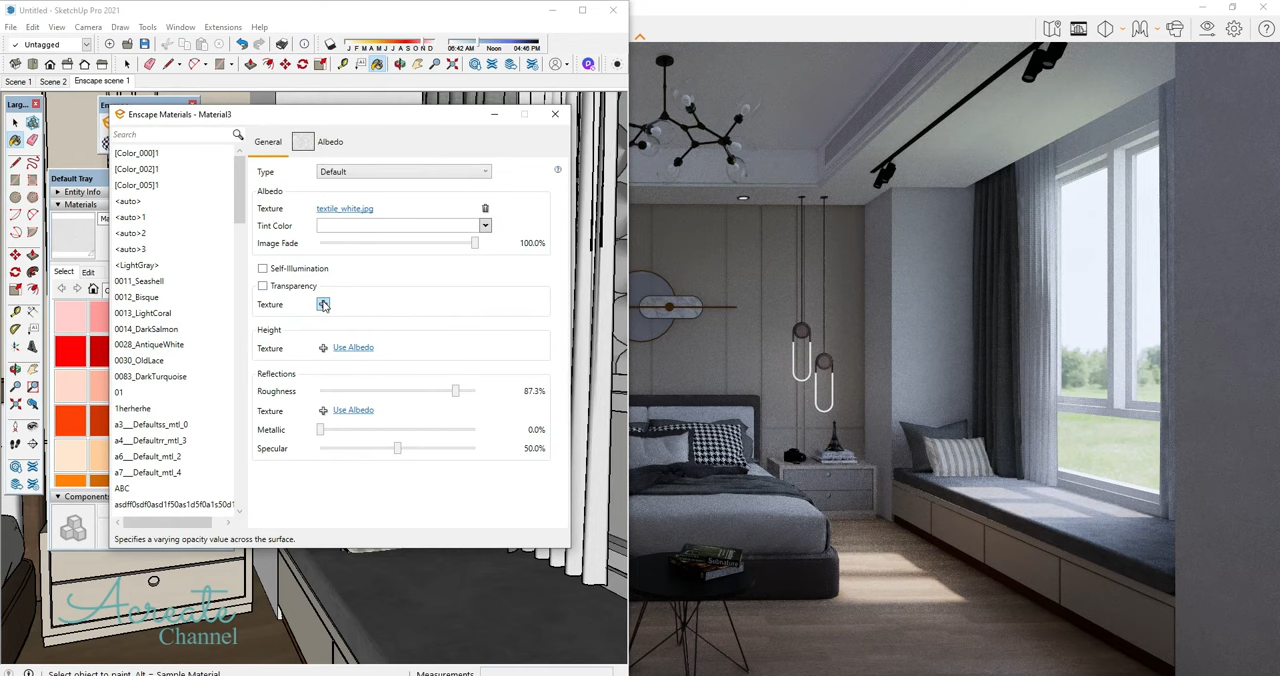 Untitled - SketchUp Pro 2021
File Edit View Camera Draw Tools Window Extensions Help
✓ Untagged
J F M A M J J A S O N D 06:42 AM Noon 04:46 PM
Scene 1 Scene 2 Enscape scene 1
Larg...
Enscape Materials - Material3
Search
General Albedo
[Color_000]1
[Color_002]1
[Color_005]1
<auto>
<auto>1
<auto>2
<auto>3
<LightGray>
0011_Seashell
0012_Bisque
0013_LightCoral
0014_DarkSalmon
0028_AntiqueWhite
0030_OldLace
0083_DarkTurquoise
01
1herherhe
a3___Defaultss_mtl_0
a4___Defaultrr_mtl_3
a6___Default_mtl_2
a7___Default_mtl_4
ABC
asdff0sdf0asd1f50as1d5f0a1s50d1
Type Default
Albedo
Texture textile_white.jpg
Tint Color
Image Fade 100.0%
Self-Illumination
Transparency
Texture
Height
Texture Use Albedo
Reflections
Roughness 87.3%
Texture Use Albedo
Metallic 0.0%
Specular 50.0%
Specifies a varying opacity value across the surface.
Default Tray
Entity Info
Materials
Select Edit
Components
Acreate
Channel
Select object to paint. Alt = Sample Material.
Measurements